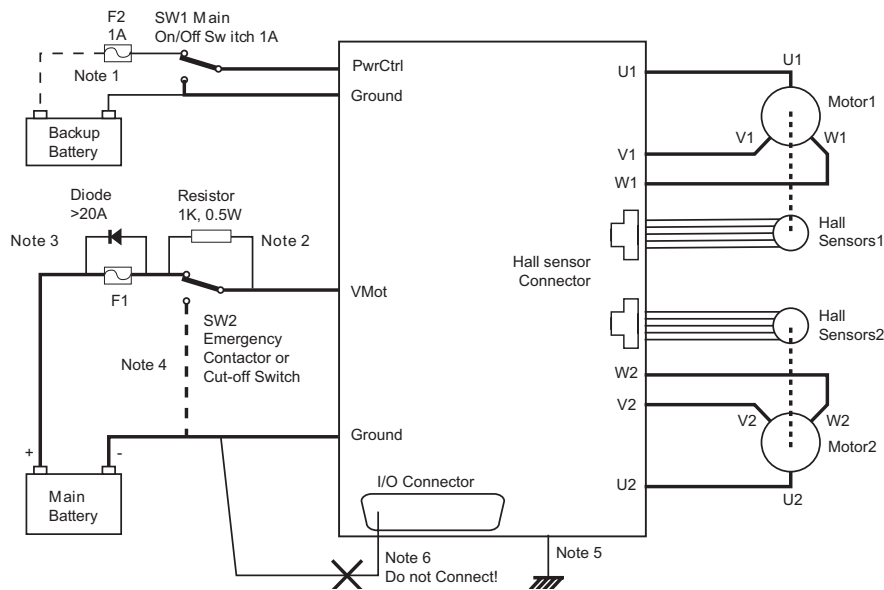 F2
1A
SW1 Main
On/Off Sw itch 1A
Note 1
Backup
Battery
PwrCtrl
Ground
U1
V1
W1
U1
Motor1
V1
W1
Diode
>20A
Resistor
1K, 0.5W
Note 3
Note 2
F1
VMot
SW2
Emergency
Contactor or
Cut-off Switch
Note 4
Hall sensor
Connector
Hall
Sensors1
Hall
Sensors2
W2
V2
U2
V2
W2
Motor2
U2
Ground
+
-
Main
Battery
I/O Connector
Note 6
Do not Connect!
Note 5